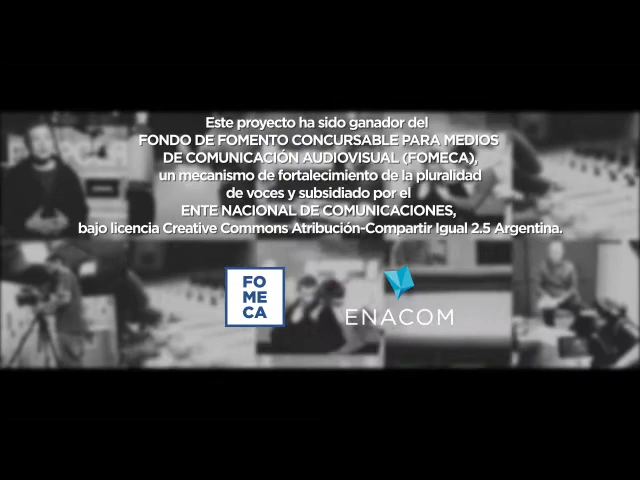 Este proyecto ha sido ganador del
FONDO DE FOMENTO CONCURSABLE PARA MEDIOS
DE COMUNICACIÓN AUDIOVISUAL (FOMECA),
un mecanismo de fortalecimiento de la pluralidad
de voces y subsidiado por el
ENTE NACIONAL DE COMUNICACIONES,
bajo licencia Creative Commons Atribución-Compartir Igual 2.5 Argentina.
FO
ME
CA
ENACOM